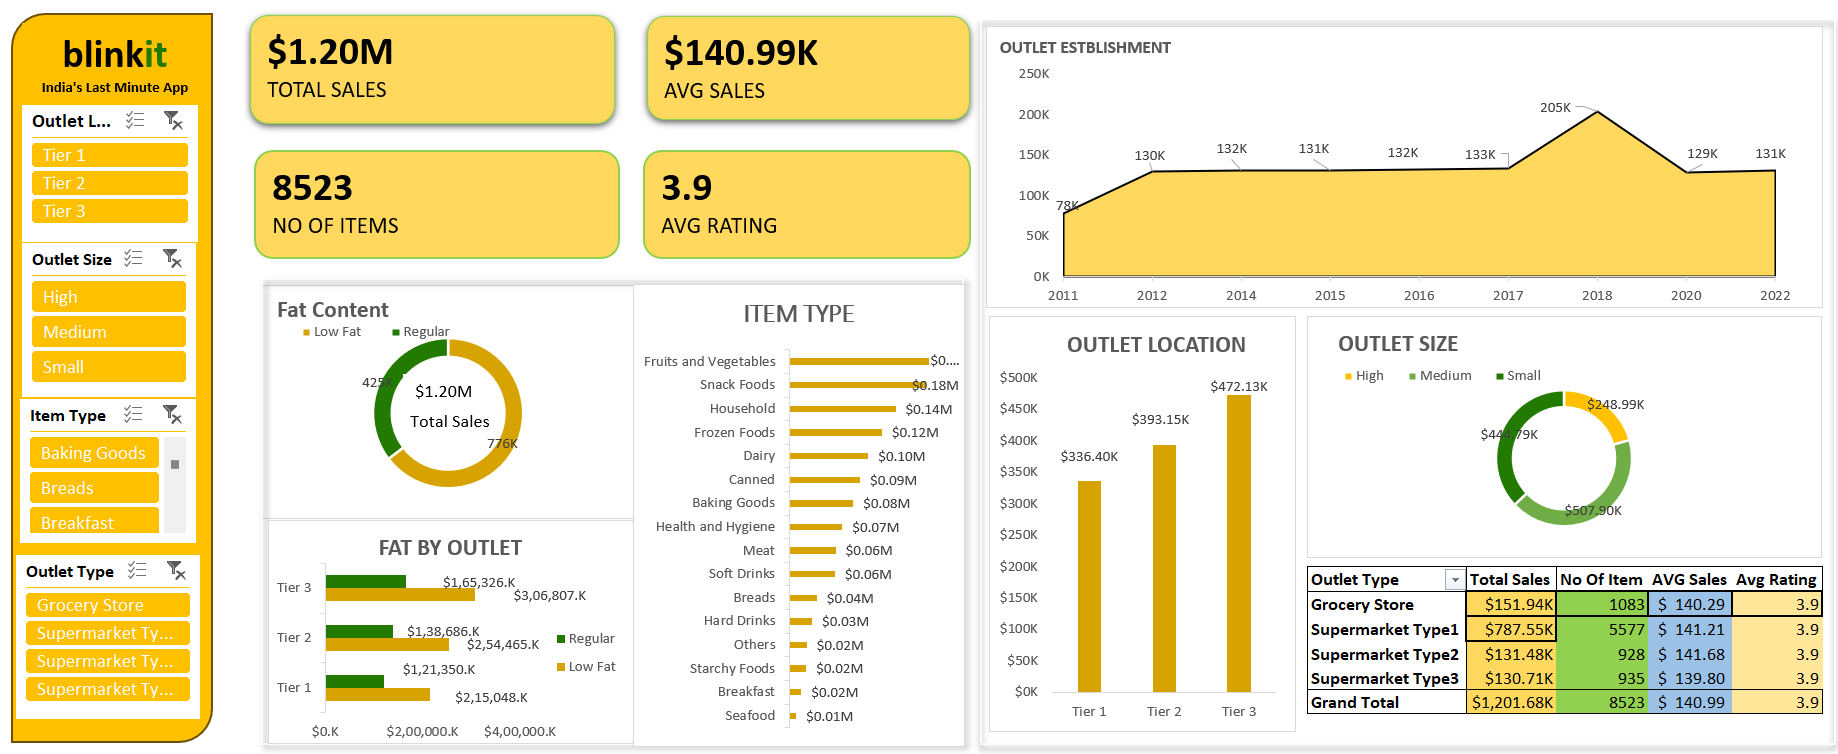 blinkit
India's Last Minute App
Outlet L...
Tier 1
Tier 2
Tier 3
Outlet Size
High
Medium
Small
Item Type
Baking Goods
Breads
Breakfast
Outlet Type
Grocery Store
Supermarket Ty...
Supermarket Ty...
Supermarket Ty...
$1.20M
TOTAL SALES
$140.99K
AVG SALES
8523
NO OF ITEMS
3.9
AVG RATING
Fat Content
Low Fat
Regular
425K
$1.20M
Total Sales
776K
FAT BY OUTLET
Tier 3
$1,65,326.K
$3,06,807.K
Tier 2
$1,38,686.K
$2,54,465.K
Tier 1
$1,21,350.K
$2,15,048.K
Regular
Low Fat
$0.K
$2,00,000.K
$4,00,000.K
ITEM TYPE
Fruits and Vegetables $0....
Snack Foods $0.18M
Household $0.14M
Frozen Foods $0.12M
Dairy $0.10M
Canned $0.09M
Baking Goods $0.08M
Health and Hygiene $0.07M
Meat $0.06M
Soft Drinks $0.06M
Breads $0.04M
Hard Drinks $0.03M
Others $0.02M
Starchy Foods $0.02M
Breakfast $0.02M
Seafood $0.01M
OUTLET ESTBLISHMENT
250K
200K
150K
100K
50K
0K
78K
130K
132K
131K
132K
133K
205K
129K
131K
2011 2012 2014 2015 2016 2017 2018 2020 2022
OUTLET LOCATION
$500K
$450K
$400K
$350K
$300K
$250K
$200K
$150K
$100K
$50K
$0K
$336.40K
$393.15K
$472.13K
Tier 1 Tier 2 Tier 3
OUTLET SIZE
High
Medium
Small
$248.99K
$444.79K
$507.90K
Outlet Type Total Sales No Of Item AVG Sales Avg Rating
Grocery Store $151.94K 1083 $ 140.29 3.9
Supermarket Type1 $787.55K 5577 $ 141.21 3.9
Supermarket Type2 $131.48K 928 $ 141.68 3.9
Supermarket Type3 $130.71K 935 $ 139.80 3.9
Grand Total $1,201.68K 8523 $ 140.99 3.9